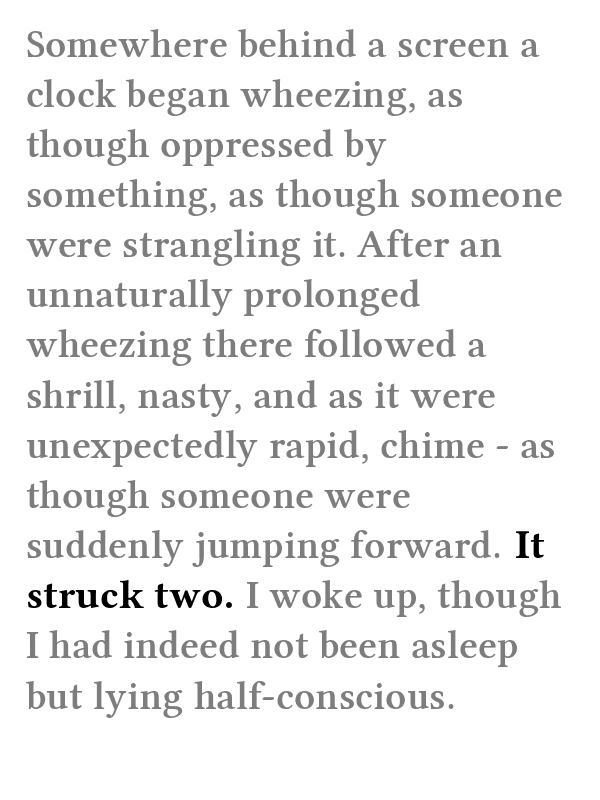 Somewhere behind a screen a
clock began wheezing, as
though oppressed by
something, as though someone
were strangling it. After an
unnaturally prolonged
wheezing there followed a
shrill, nasty, and as it were
unexpectedly rapid, chime - as
though someone were
suddenly jumping forward. It
struck two. I woke up, though
I had indeed not been asleep
but lying half-conscious.